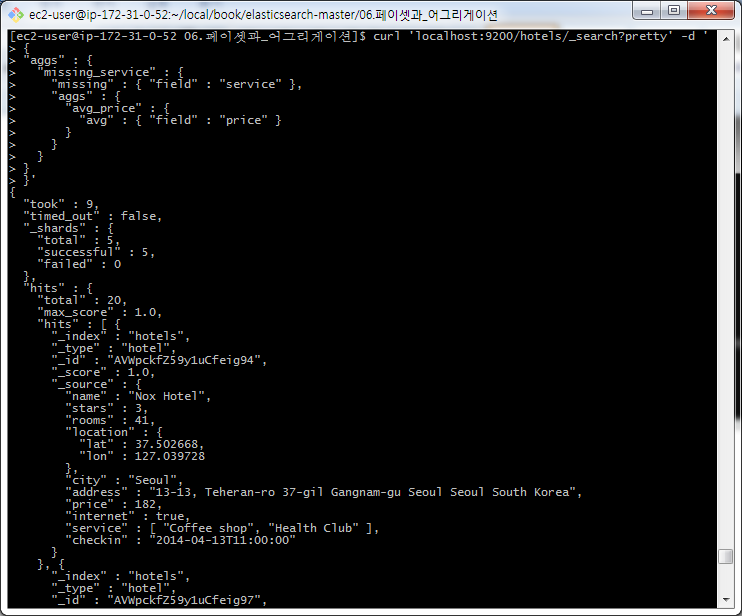 ec2-user@ip-172-31-0-52:~/local/book/elasticsearch-master/06.페이셋과_어그리게이션
[ec2-user@ip-172-31-0-52 06.페이셋과_어그리게이션]$ curl 'localhost:9200/hotels/_search?pretty' -d '
> {
> "aggs" : {
>   "missing_service" : {
>     "missing" : { "field" : "service" },
>     "aggs" : {
>       "avg_price" : {
>         "avg" : { "field" : "price" }
>       }
>     }
>   }
> }
> }'
{
  "took" : 9,
  "timed_out" : false,
  "_shards" : {
    "total" : 5,
    "successful" : 5,
    "failed" : 0
  },
  "hits" : {
    "total" : 20,
    "max_score" : 1.0,
    "hits" : [ {
      "_index" : "hotels",
      "_type" : "hotel",
      "_id" : "AVWpckfZ59y1uCfeig94",
      "_score" : 1.0,
      "_source" : {
        "name" : "Nox Hotel",
        "stars" : 3,
        "rooms" : 41,
        "location" : {
          "lat" : 37.502668,
          "lon" : 127.039728
        },
        "city" : "Seoul",
        "address" : "13-13, Teheran-ro 37-gil Gangnam-gu Seoul Seoul South Korea",
        "price" : 182,
        "internet" : true,
        "service" : [ "Coffee shop", "Health Club" ],
        "checkin" : "2014-04-13T11:00:00"
      }
    }, {
      "_index" : "hotels",
      "_type" : "hotel",
      "_id" : "AVWpckfZ59y1uCfeig97",